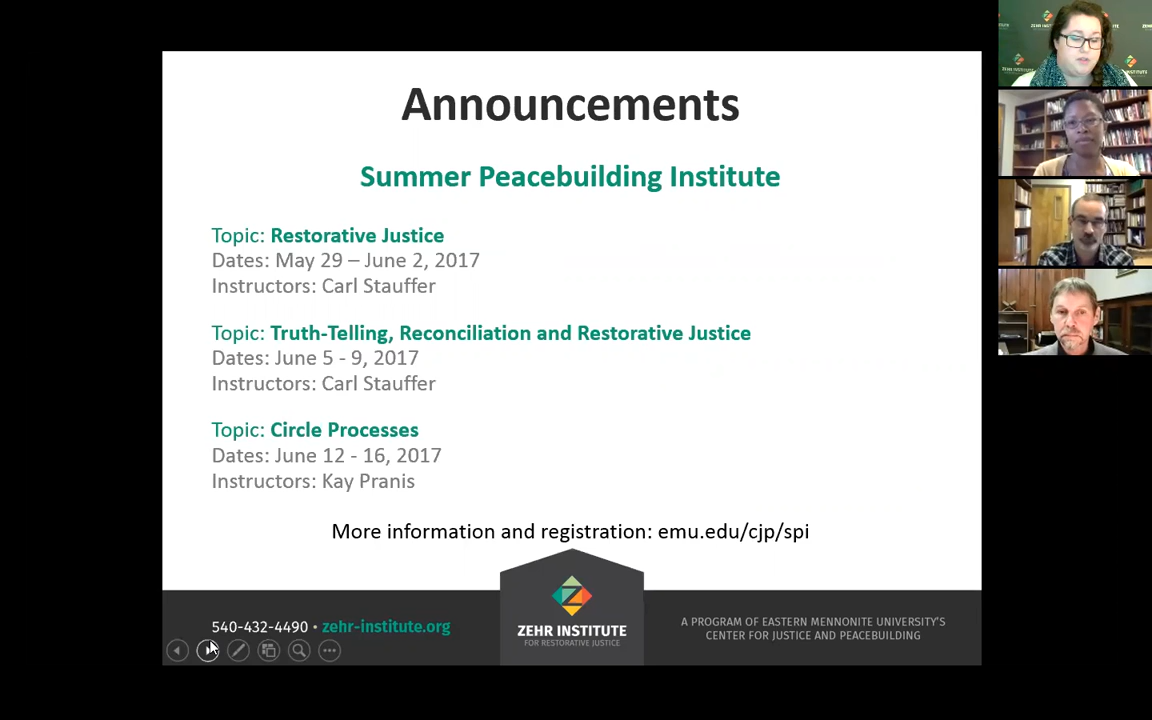 Announcements
Summer Peacebuilding Institute
Topic: Restorative Justice
Dates: May 29 – June 2, 2017
Instructors: Carl Stauffer
Topic: Truth-Telling, Reconciliation and Restorative Justice
Dates: June 5 - 9, 2017
Instructors: Carl Stauffer
Topic: Circle Processes
Dates: June 12 - 16, 2017
Instructors: Kay Pranis
More information and registration: emu.edu/cjp/spi
540-432-4490 • zehr-institute.org
ZEHR INSTITUTE
FOR RESTORATIVE JUSTICE
A PROGRAM OF EASTERN MENNONITE UNIVERSITY'S
CENTER FOR JUSTICE AND PEACEBUILDING